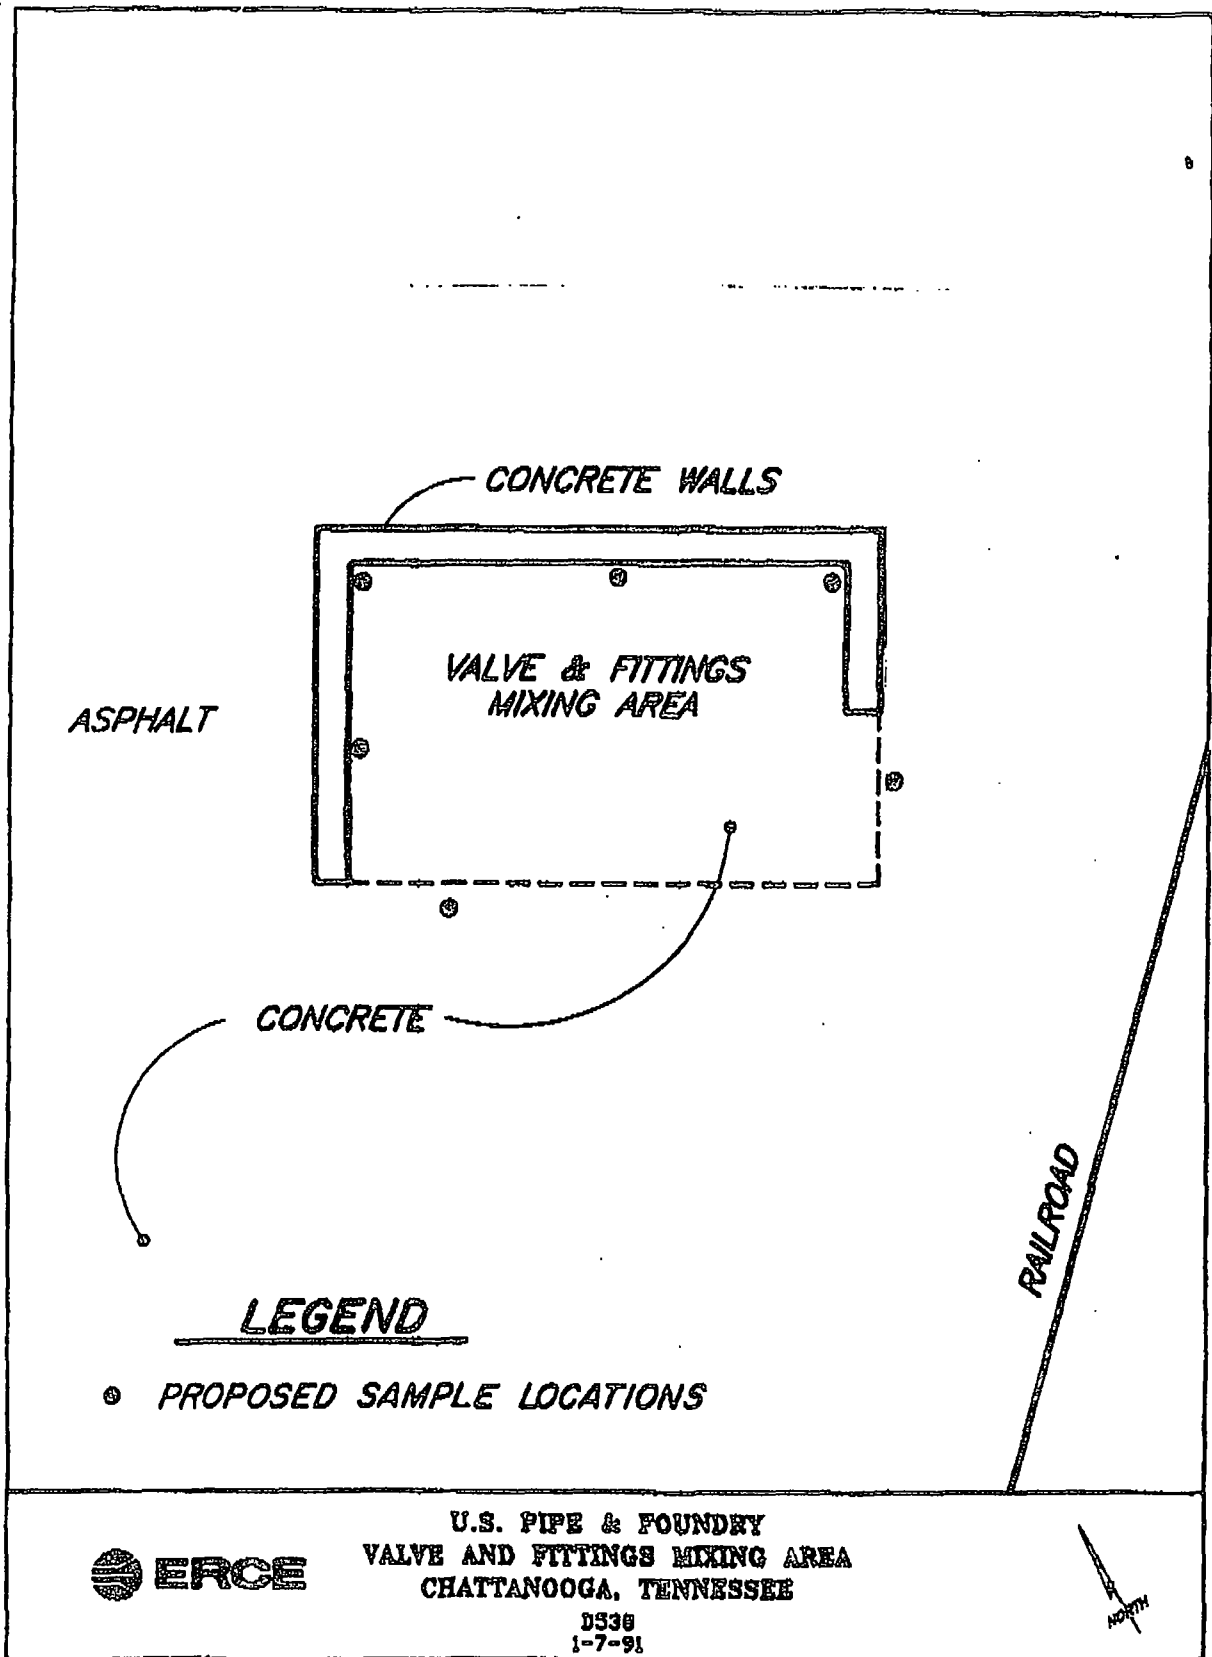 CONCRETE WALLS
VALVE & FITTINGS
MIXING AREA
ASPHALT
CONCRETE
RAILROAD
LEGEND
PROPOSED SAMPLE LOCATIONS
ERCE
U.S. PIPE & FOUNDRY
VALVE AND FITTINGS MIXING AREA
CHATTANOOGA, TENNESSEE
D538
1-7-91
NORTH